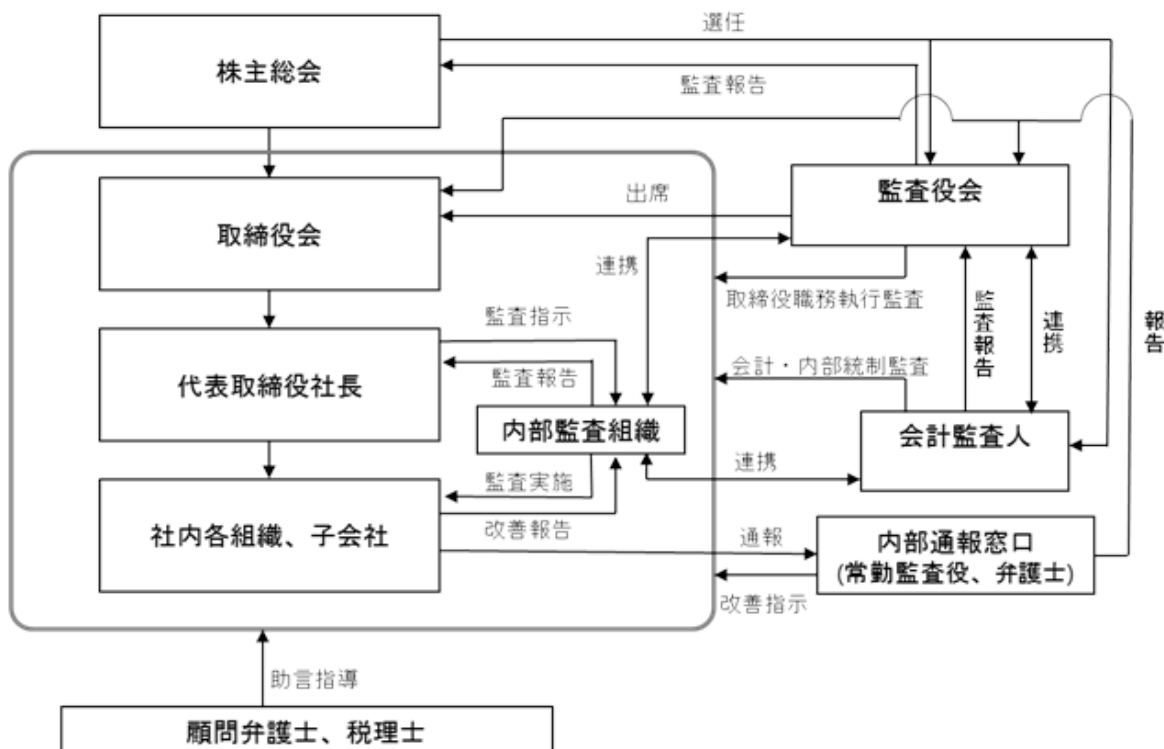 選任
株主総会
監査報告
取締役会
出席
監査役会
連携
取締役職務執行監査
監査報告
連携
報告
監査指示
代表取締役社長
監査報告
会計・内部統制監査
内部監査組織
会計監査人
連携
監査実施
社内各組織、子会社
改善報告
通報
内部通報窓口
(常勤監査役、弁護士)
改善指示
助言指導
顧問弁護士、税理士